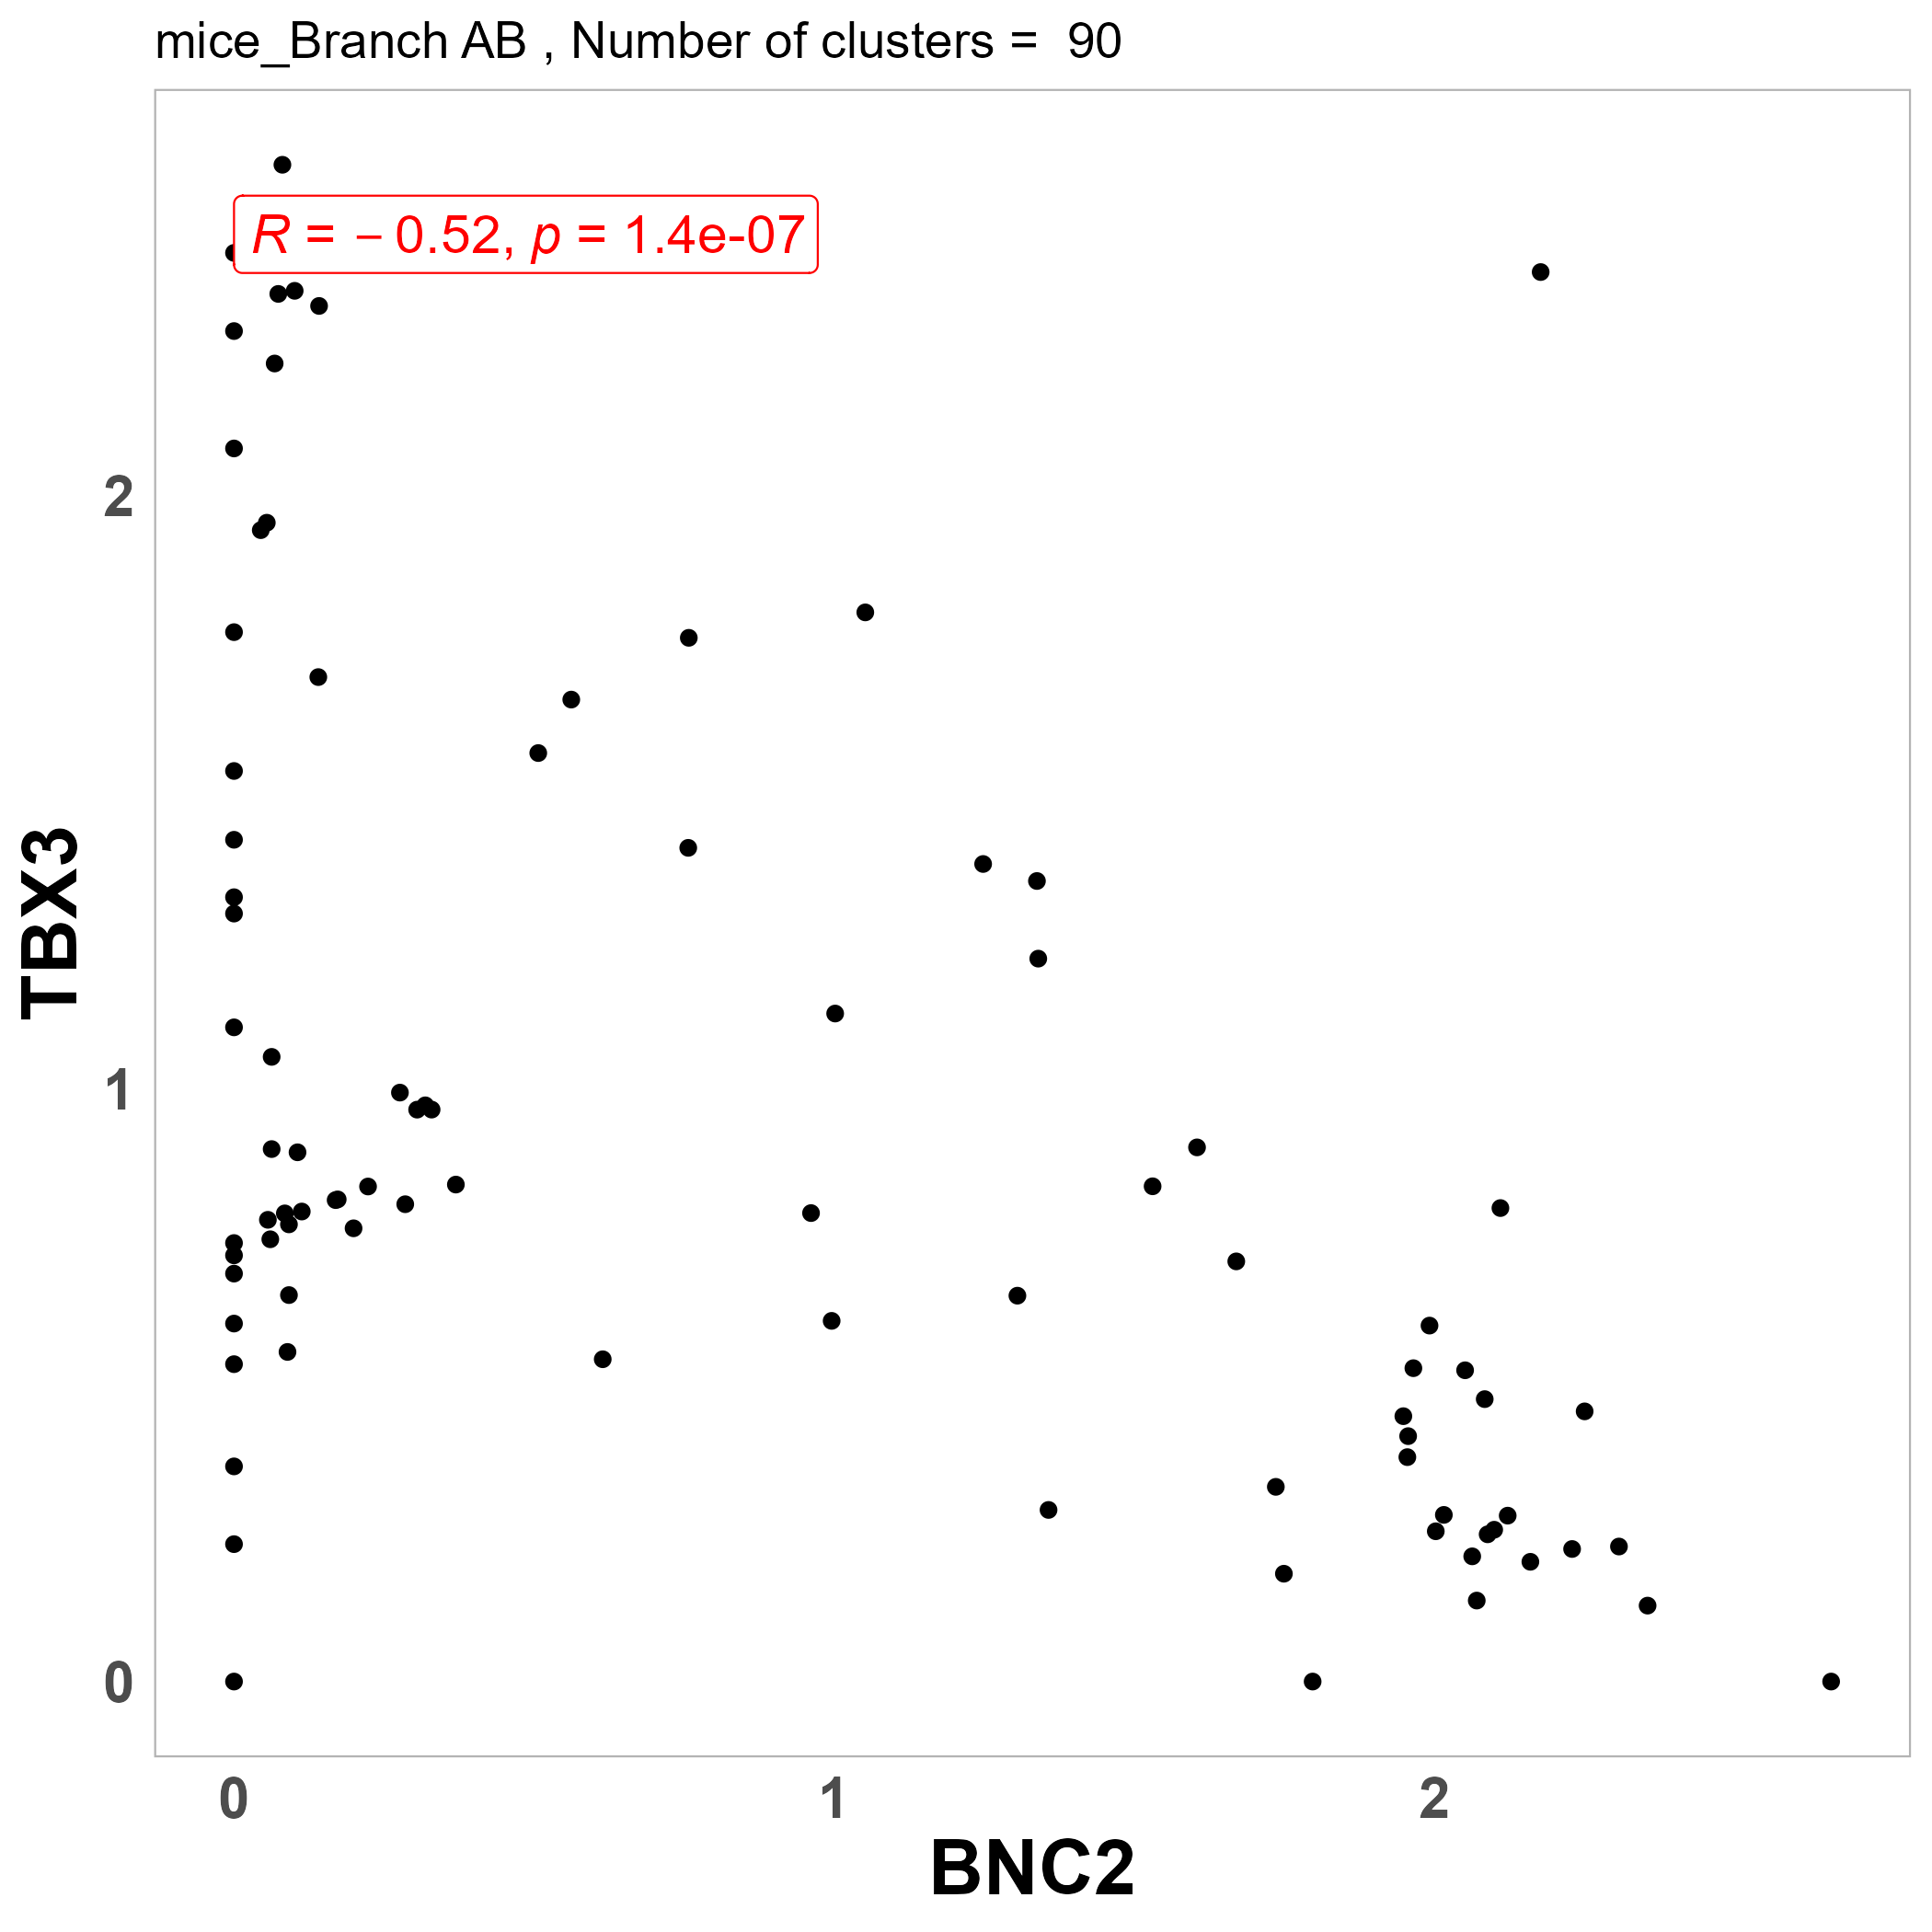 mice_Branch AB , Number of clusters =  90
R = − 0.52, p = 1.4e-07
2
1
0
TBX3
0 1 2
BNC2